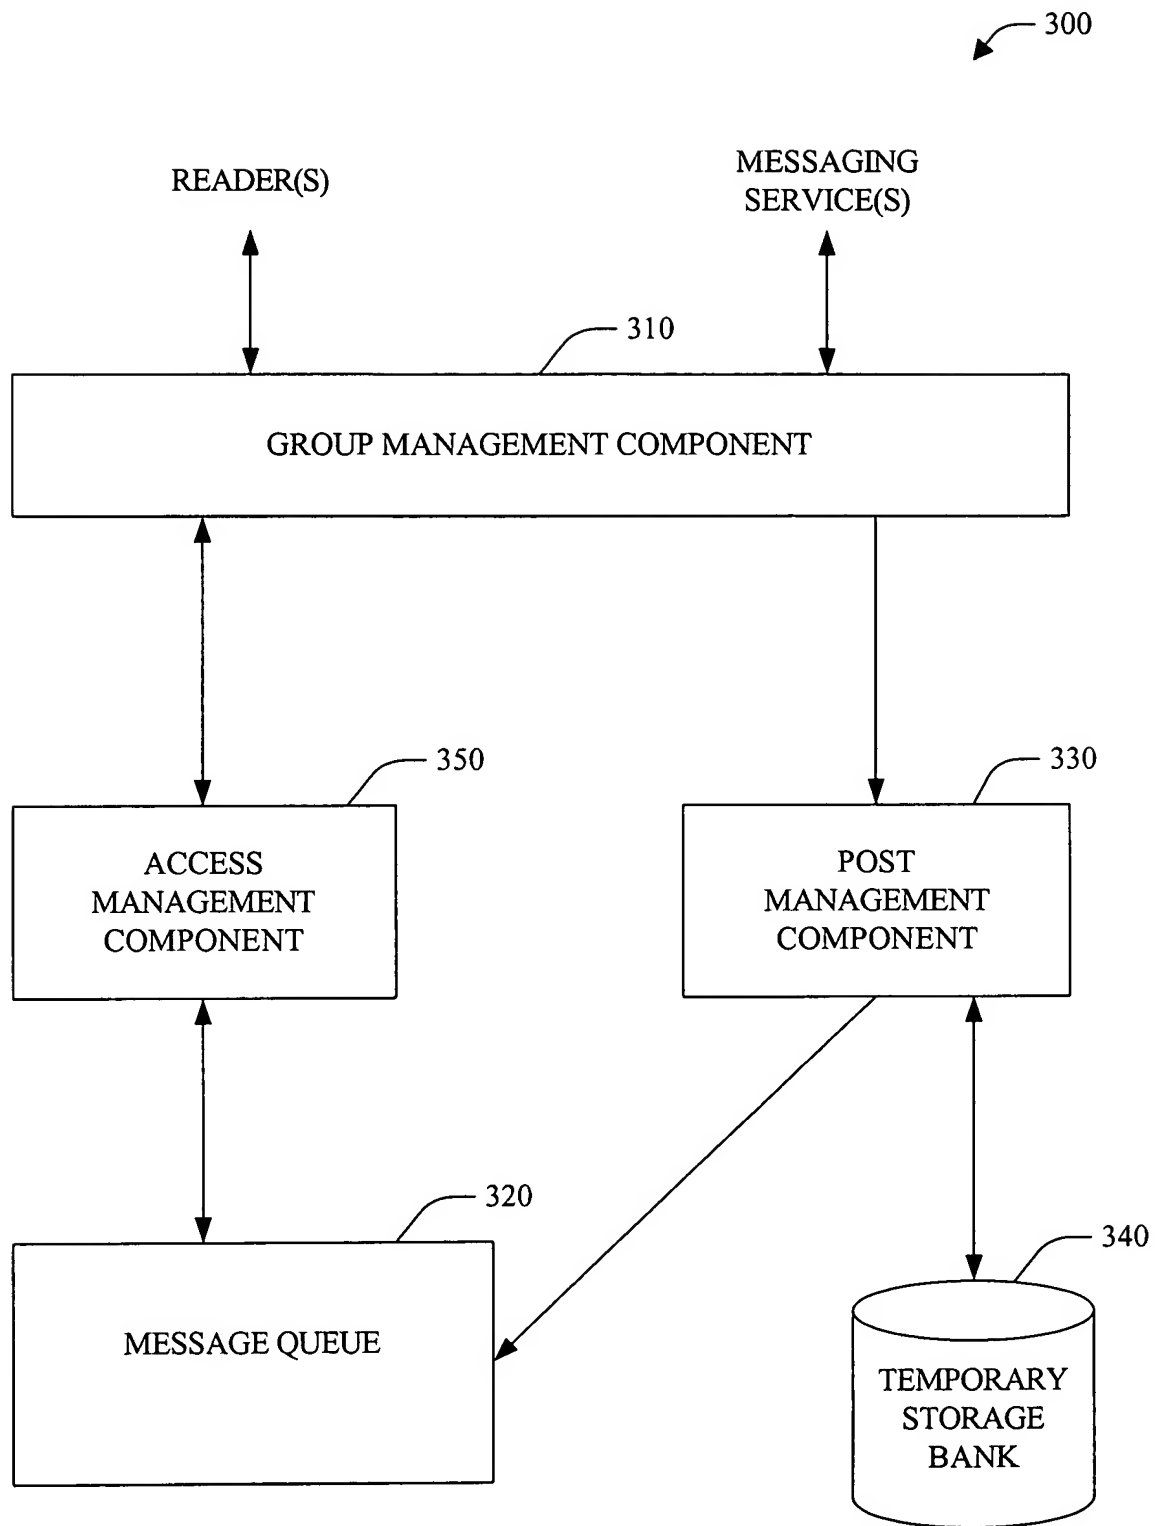 300
READER(S)
MESSAGING
SERVICE(S)
310
GROUP MANAGEMENT COMPONENT
350
330
ACCESS
MANAGEMENT
COMPONENT
POST
MANAGEMENT
COMPONENT
320
340
MESSAGE QUEUE
TEMPORARY
STORAGE
BANK